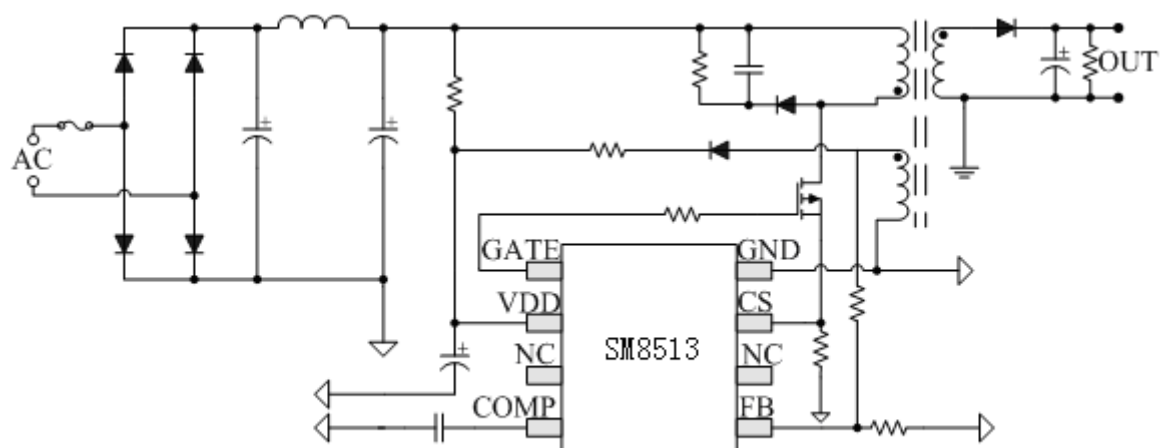 OUT
AC
GATE
GND
VDD
CS
SM8513
NC
NC
COMP
FB